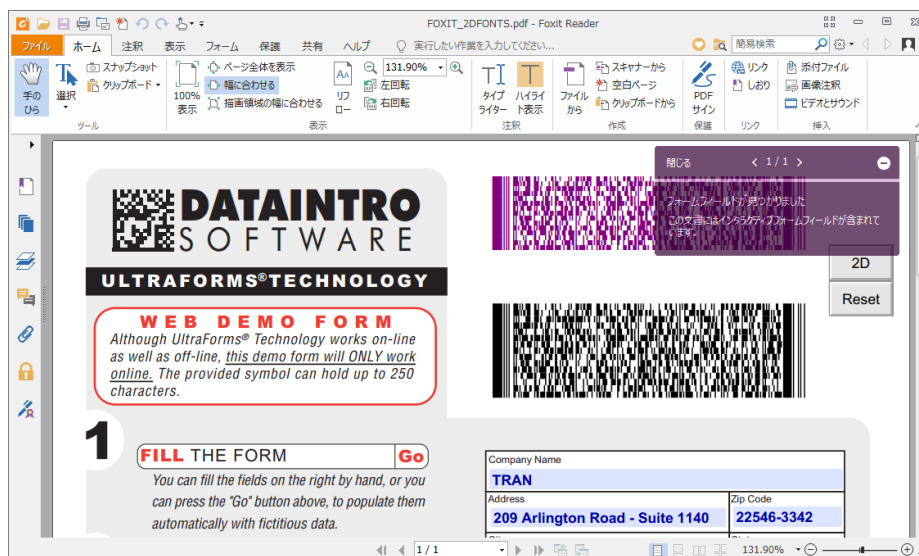 FOXIT_2DFONTS.pdf - Foxit Reader
ファイル ホーム 注釈 表示 フォーム 保護 共有 ヘルプ 実行したい作業を入力してください... 簡易検索
手のひら
選択
スナップショット
クリップボード
ツール
100% 表示
ページ全体を表示
幅に合わせる
描画領域の幅に合わせる
リフロー
131.90%
左回転
右回転
表示
タイプライター
ハイライト表示
注釈
ファイルから
スキャナーから
空白ページ
クリップボードから
作成
PDFサイン
保護
リンク
しおり
リンク
添付ファイル
画像注釈
ビデオとサウンド
挿入
閉じる 1 / 1
フォームフィールドが見つかりました
この文書にはインタラクティブフォームフィールドが含まれて
います。
2D
Reset
DATAINTRO
SOFTWARE
ULTRAFORMS®TECHNOLOGY
WEB DEMO FORM
Although UltraForms® Technology works on-line
as well as off-line, this demo form will ONLY work
online. The provided symbol can hold up to 250
characters.
1
FILL THE FORM Go
You can fill the fields on the right by hand, or you
can press the "Go" button above, to populate them
automatically with fictitious data.
Company Name
TRAN
Address
209 Arlington Road - Suite 1140
Zip Code
22546-3342
1 / 1
131.90%